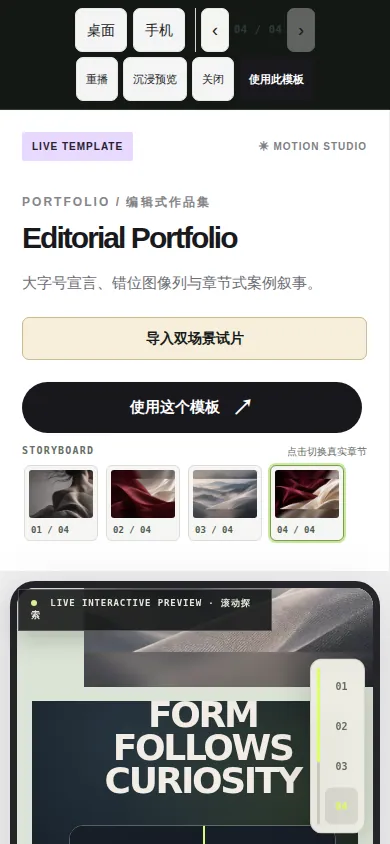 桌面 手机 ‹ 04 / 04 ›
重播 沉浸预览 关闭 使用此模板
LIVE TEMPLATE
✷ MOTION STUDIO
PORTFOLIO / 编辑式作品集
Editorial Portfolio
大字号宣言、错位图像列与章节式案例叙事。
导入双场景试片
使用这个模板 ↗
STORYBOARD 点击切换真实章节
01 / 04 02 / 04 03 / 04 04 / 04
LIVE INTERACTIVE PREVIEW · 滚动探
索
01
02
03
04
FORM
FOLLOWS
CURIOSITY